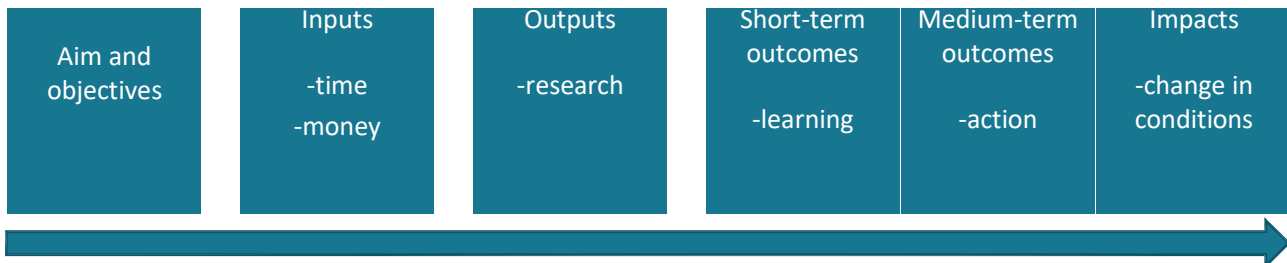 Aim and
objectives
Inputs
-time
-money
Outputs
-research
Short-term
outcomes
-learning
Medium-term
outcomes
-action
Impacts
-change in
conditions